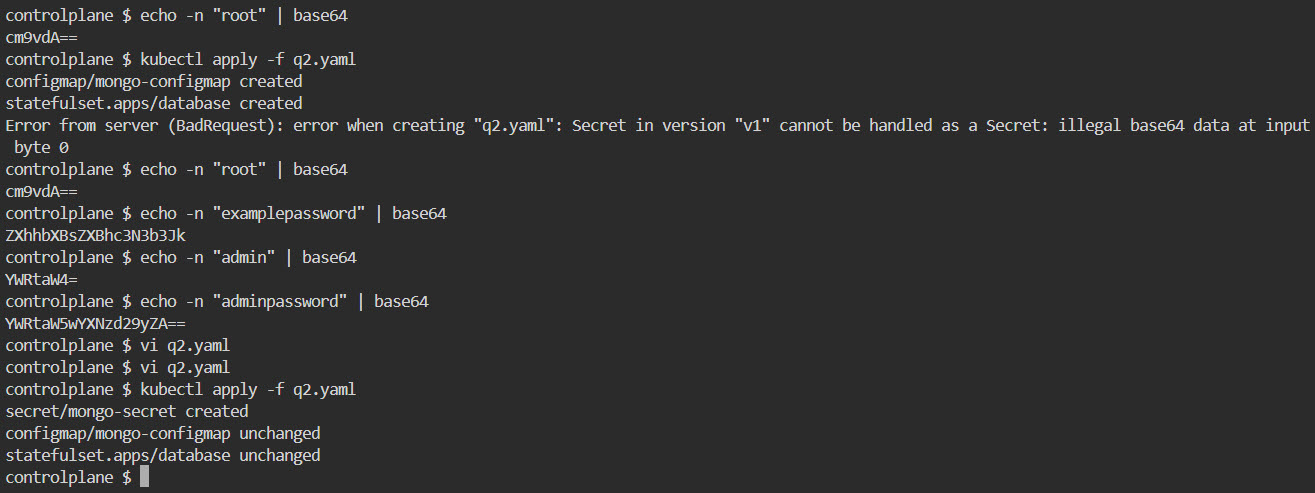 controlplane $ echo -n "root" | base64
cm9vdA==
controlplane $ kubectl apply -f q2.yaml
configmap/mongo-configmap created
statefulset.apps/database created
Error from server (BadRequest): error when creating "q2.yaml": Secret in version "v1" cannot be handled as a Secret: illegal base64 data at input
 byte 0
controlplane $ echo -n "root" | base64
cm9vdA==
controlplane $ echo -n "examplepassword" | base64
ZXhhbXBsZXBhc3N3b3Jk
controlplane $ echo -n "admin" | base64
YWRtaW4=
controlplane $ echo -n "adminpassword" | base64
YWRtaW5wYXNzd29yZA==
controlplane $ vi q2.yaml
controlplane $ vi q2.yaml
controlplane $ kubectl apply -f q2.yaml
secret/mongo-secret created
configmap/mongo-configmap unchanged
statefulset.apps/database unchanged
controlplane $